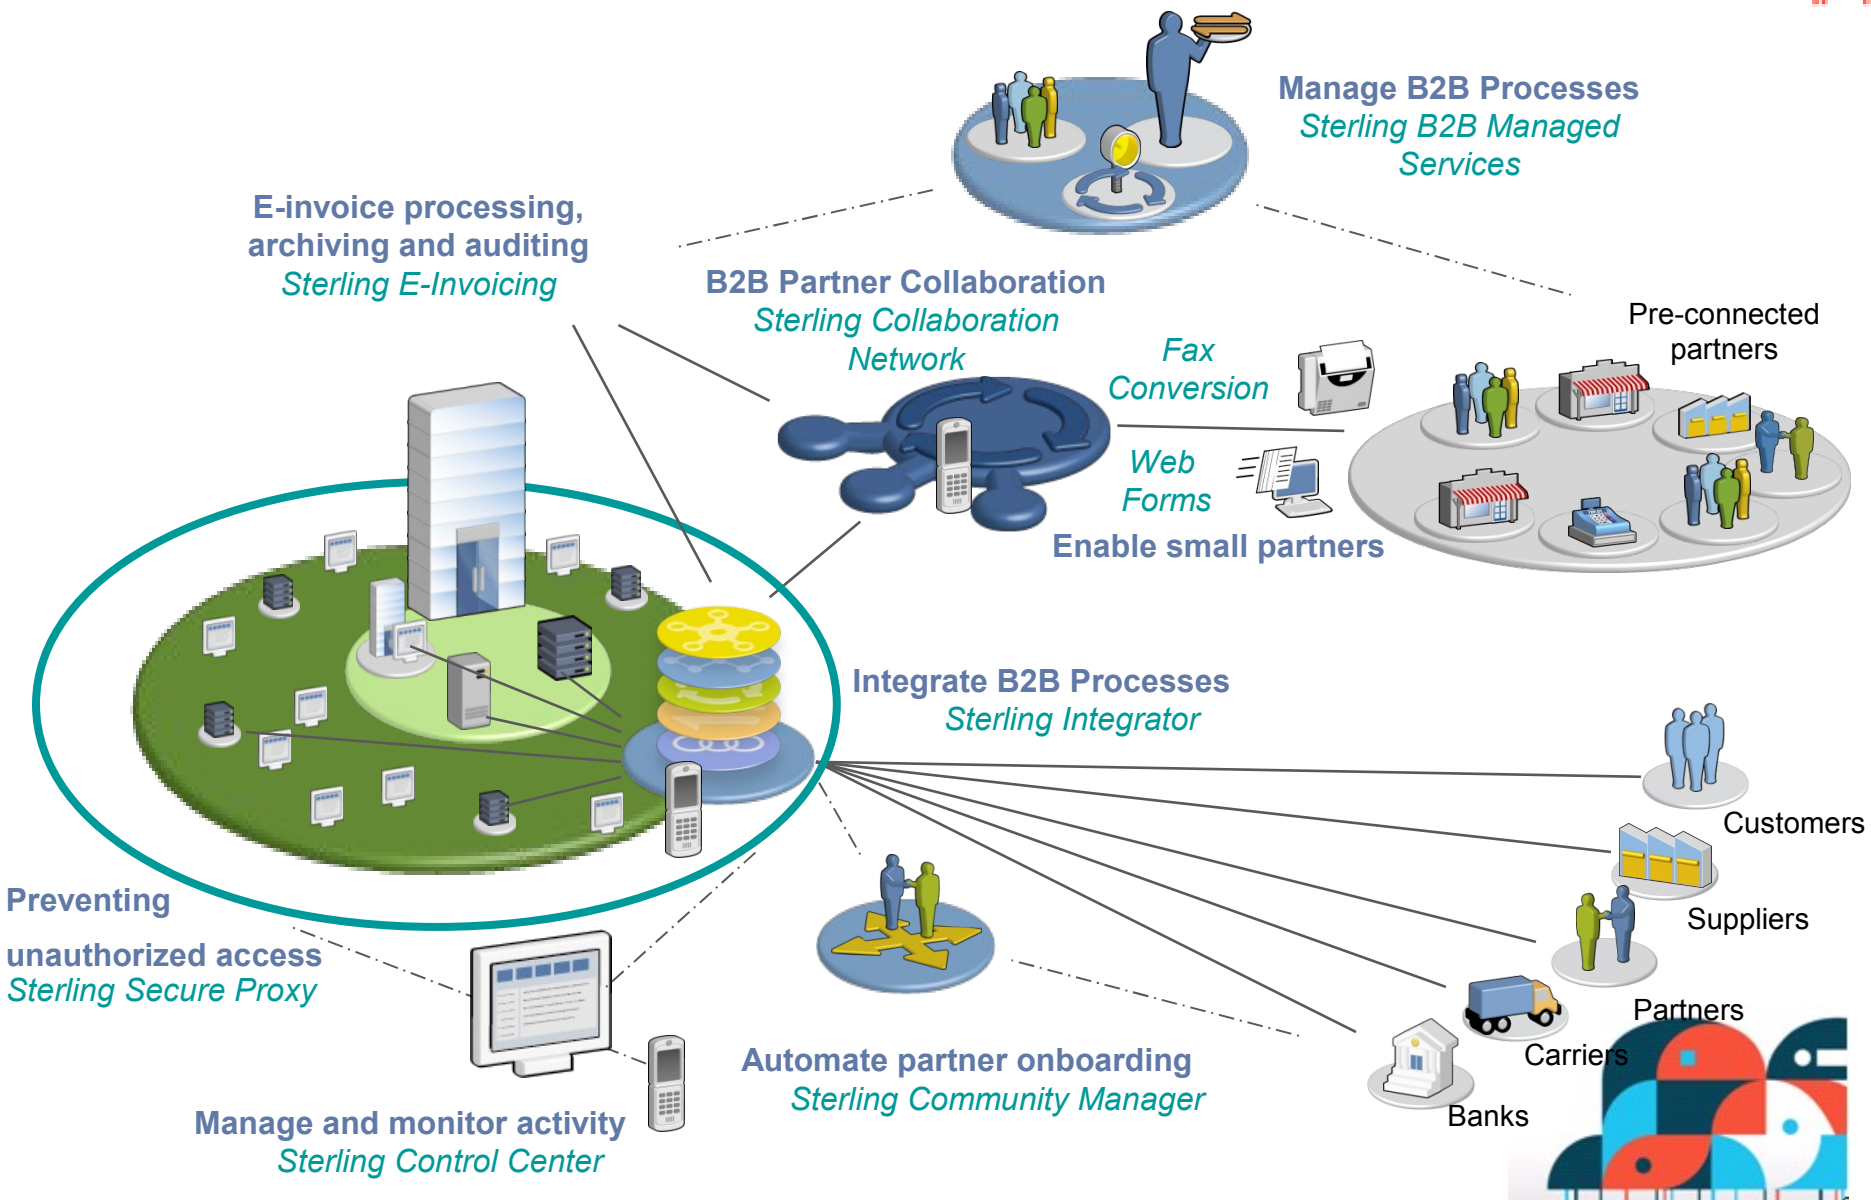 Manage B2B Processes
Sterling B2B Managed
Services
E-invoice processing,
archiving and auditing
Sterling E-Invoicing
B2B Partner Collaboration
Sterling Collaboration
Network
Fax
Conversion
Web
Forms
Enable small partners
Pre-connected
partners
Integrate B2B Processes
Sterling Integrator
Customers
Suppliers
Partners
Carriers
Banks
Preventing
unauthorized access
Sterling Secure Proxy
Automate partner onboarding
Sterling Community Manager
Manage and monitor activity
Sterling Control Center